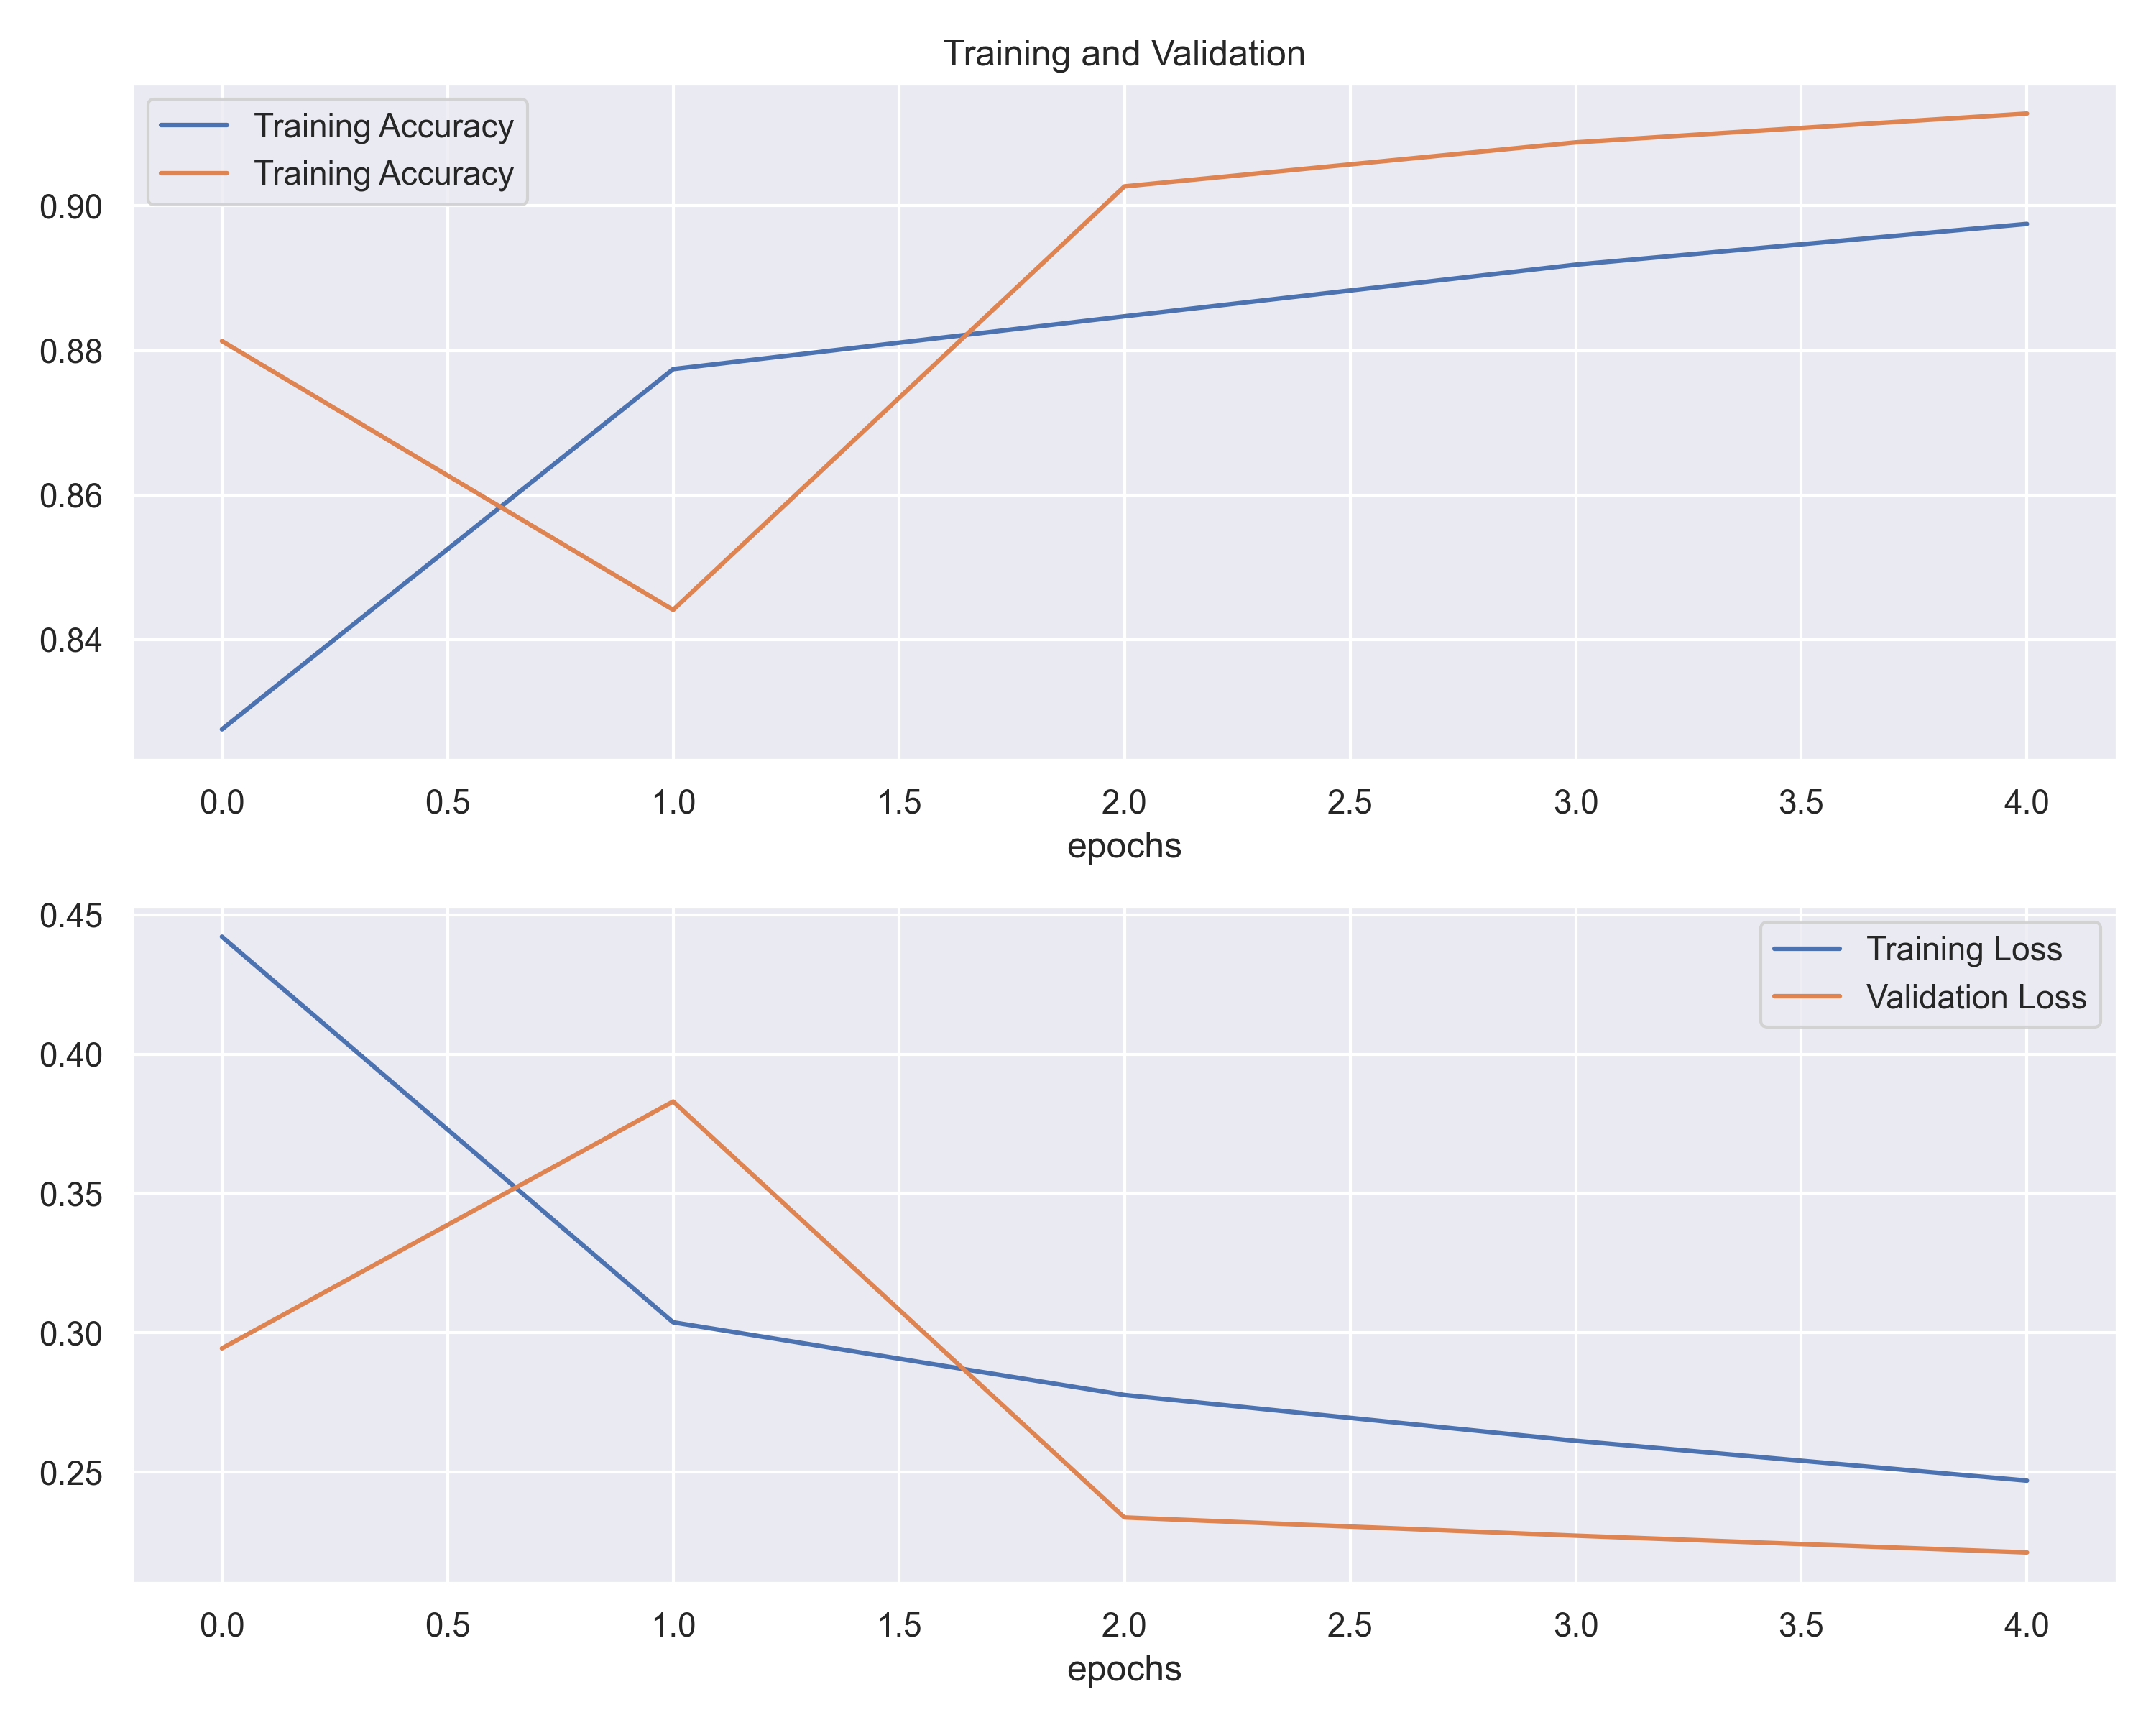 Training and Validation
Training Accuracy
Training Accuracy
0.90
0.88
0.86
0.84
0.0 0.5 1.0 1.5 2.0 2.5 3.0 3.5 4.0
epochs
Training Loss
Validation Loss
0.45
0.40
0.35
0.30
0.25
0.0 0.5 1.0 1.5 2.0 2.5 3.0 3.5 4.0
epochs